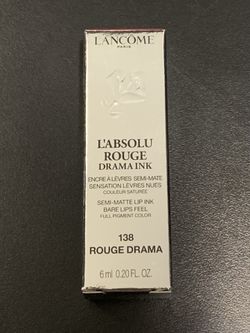 LANCÔME
PARIS
L'ABSOLU
ROUGE
DRAMA INK
ENCRE À LÈVRES SEMI-MATE
SENSATION LÈVRES NUES
COULEUR SATURÉE
SEMI-MATTE LIP INK
BARE LIPS FEEL
FULL PIGMENT COLOR
138
ROUGE DRAMA
6 ml 0.20 FL. OZ.